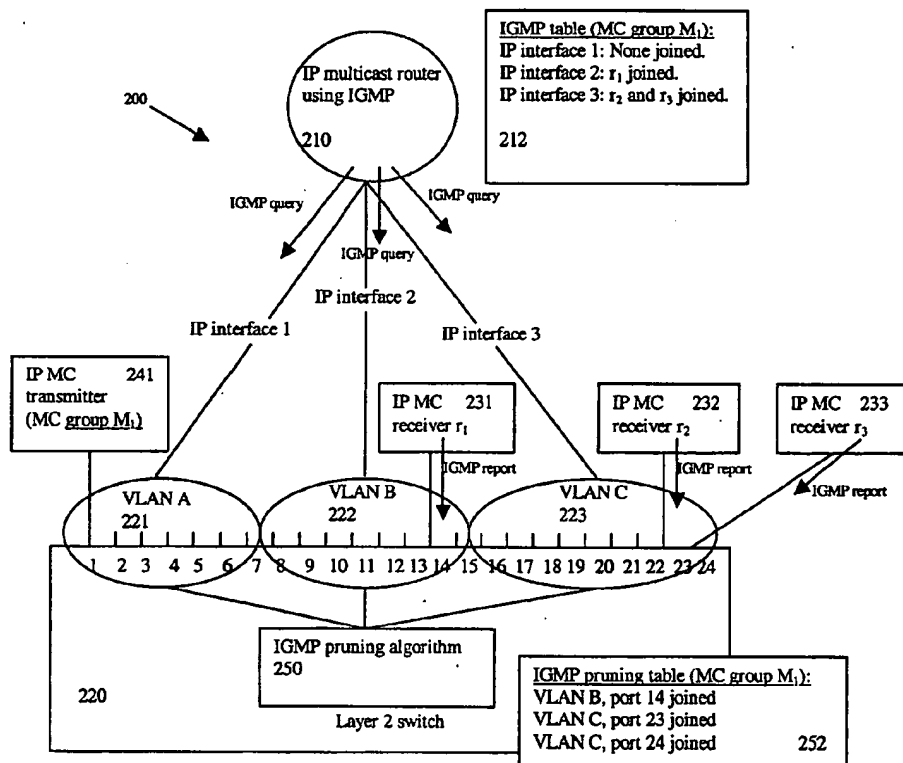 200
IP multicast router
using IGMP
210
IGMP table (MC group M₁):
IP interface 1: None joined.
IP interface 2: r₁ joined.
IP interface 3: r₂ and r₃ joined.
212
IGMP query
IGMP query
IGMP query
IP interface 1
IP interface 2
IP interface 3
IP MC 241
transmitter
(MC group M₁)
IP MC 231
receiver r₁
IP MC 232
receiver r₂
IP MC 233
receiver r₃
IGMP report
IGMP report
IGMP report
VLAN A
221
VLAN B
222
VLAN C
223
1 2 3 4 5 6 7 8 9 10 11 12 13 14 15 16 17 18 19 20 21 22 23 24
IGMP pruning algorithm
250
220
Layer 2 switch
IGMP pruning table (MC group M₁):
VLAN B, port 14 joined
VLAN C, port 23 joined
VLAN C, port 24 joined 252